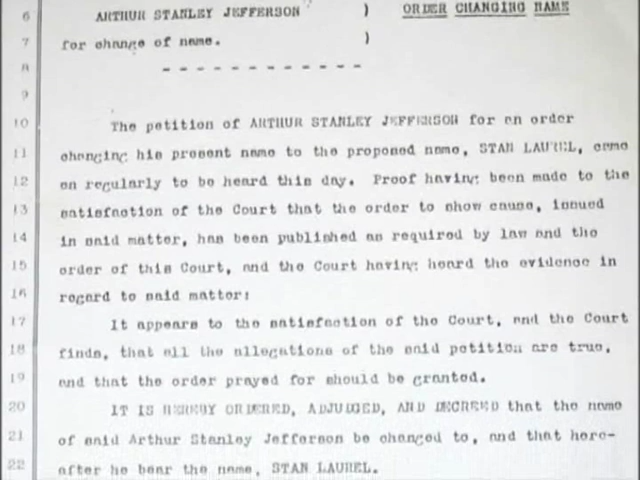 6 ARTHUR STANLEY JEFFERSON ) ORDER CHANGING NAME
7 for change of name. )
8 - - - - - - - - - - - -
9
10 The petition of ARTHUR STANLEY JEFFERSON for an order
11 changing his present name to the proposed name, STAN LAUREL, came
12 on regularly to be heard this day. Proof having been made to the
13 satisfaction of the Court that the order to show cause, issued
14 in said matter, has been published as required by law and the
15 order of this Court, and the Court having heard the evidence in
16 regard to said matter:
17 It appears to the satisfaction of the Court, and the Court
18 finds, that all the allegations of the said petition are true,
19 and that the order prayed for should be granted.
20 IT IS HEREBY ORDERED, ADJUDGED, AND DECREED that the name
21 of said Arthur Stanley Jefferson be changed to, and that here-
22 after he bear the name, STAN LAUREL.